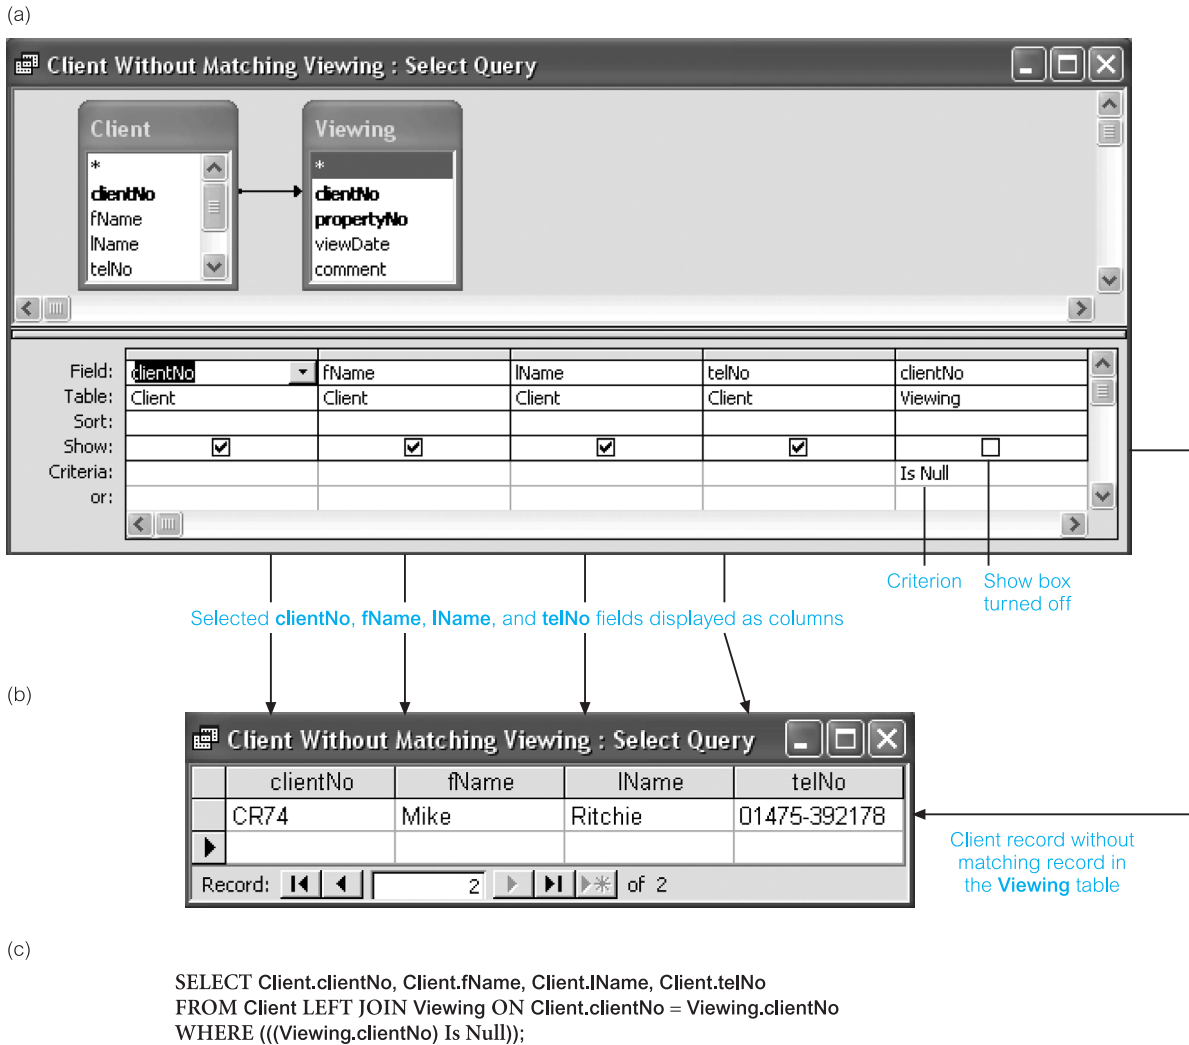 (a)
Client Without Matching Viewing : Select Query
Client
*
clientNo
fName
lName
telNo
Viewing
*
clientNo
propertyNo
viewDate
comment
Field: clientNo fName lName telNo clientNo
Table: Client Client Client Client Viewing
Sort:
Show:
Criteria: Is Null
or:
Criterion
Show box
turned off
Selected clientNo, fName, lName, and telNo fields displayed as columns
(b)
Client Without Matching Viewing : Select Query
clientNo fName lName telNo
CR74 Mike Ritchie 01475-392178
Record: 2 of 2
Client record without
matching record in
the Viewing table
(c)
SELECT Client.clientNo, Client.fName, Client.lName, Client.telNo
FROM Client LEFT JOIN Viewing ON Client.clientNo = Viewing.clientNo
WHERE (((Viewing.clientNo) Is Null));